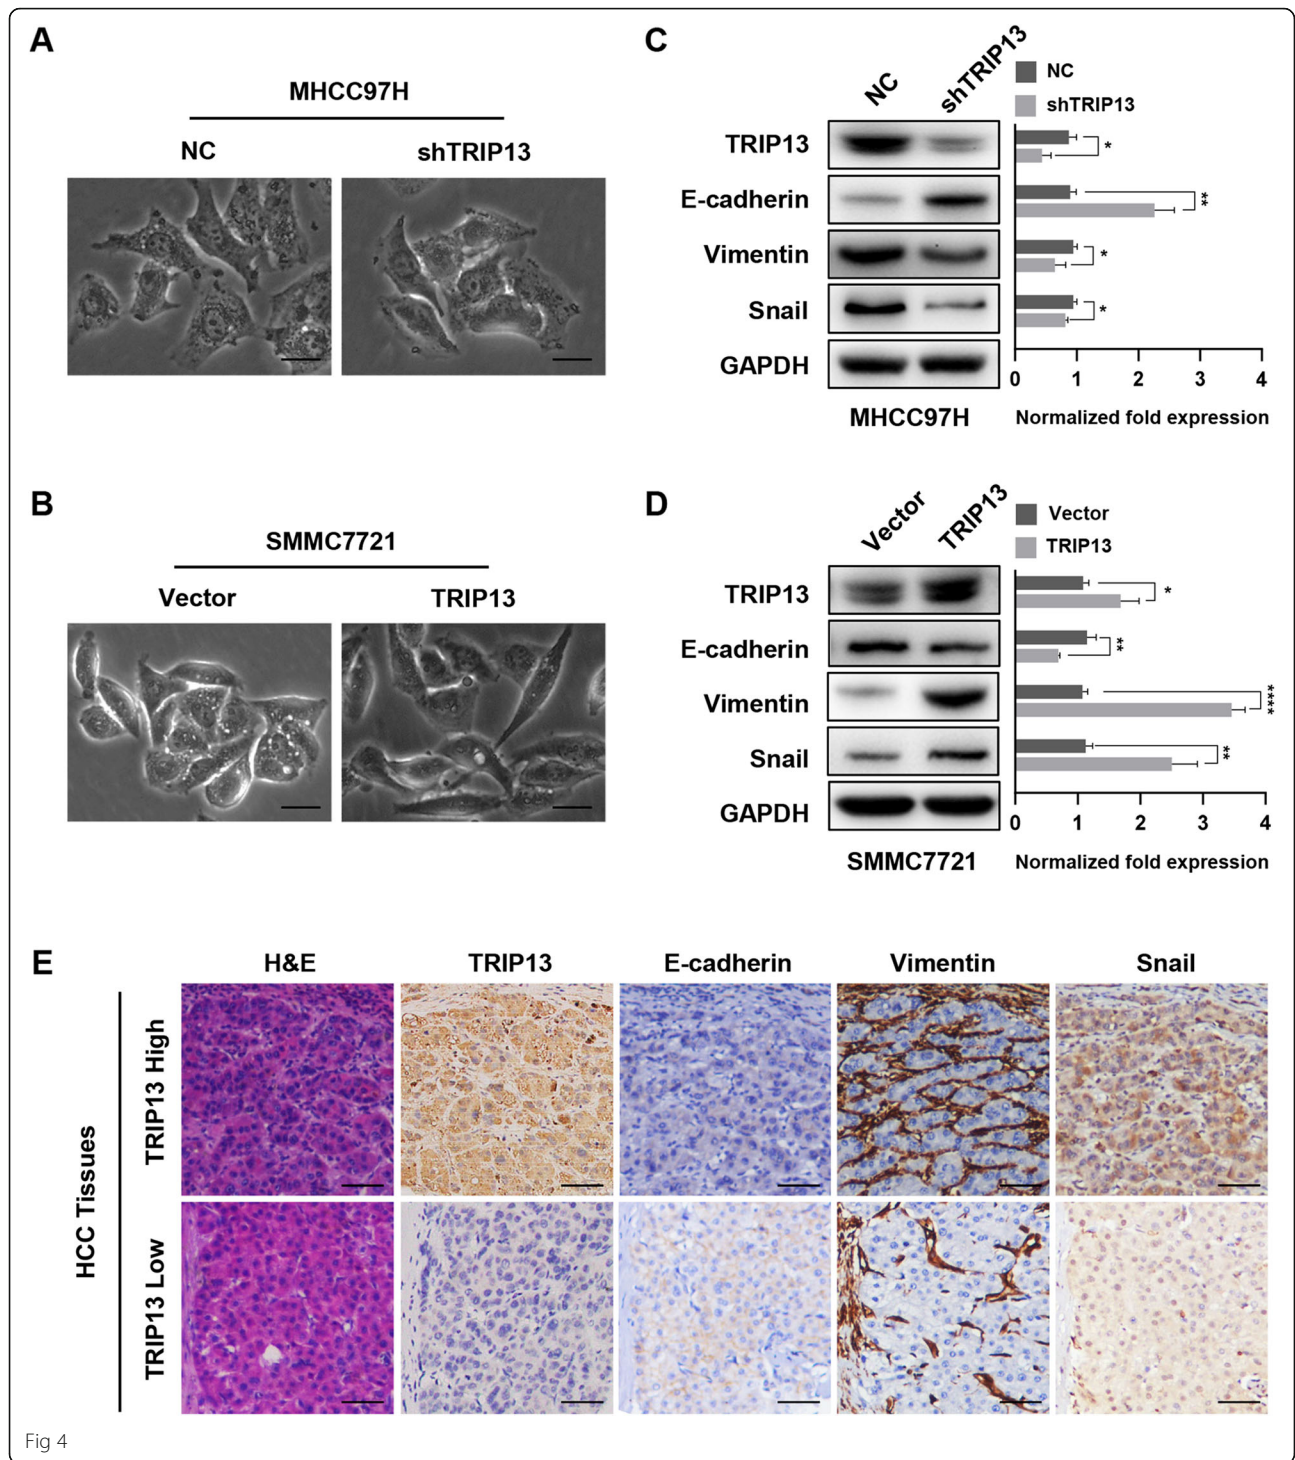 A
MHCC97H
NC
shTRIP13
C
NC
shTRIP13
NC
shTRIP13
TRIP13
*
E-cadherin
**
Vimentin
*
Snail
*
GAPDH
0 1 2 3 4
MHCC97H
Normalized fold expression
B
SMMC7721
Vector
TRIP13
D
Vector
TRIP13
Vector
TRIP13
TRIP13
*
E-cadherin
**
Vimentin
****
Snail
**
GAPDH
0 1 2 3 4
SMMC7721
Normalized fold expression
E
H&E
TRIP13
E-cadherin
Vimentin
Snail
HCC Tissues
TRIP13 High
TRIP13 Low
Fig 4